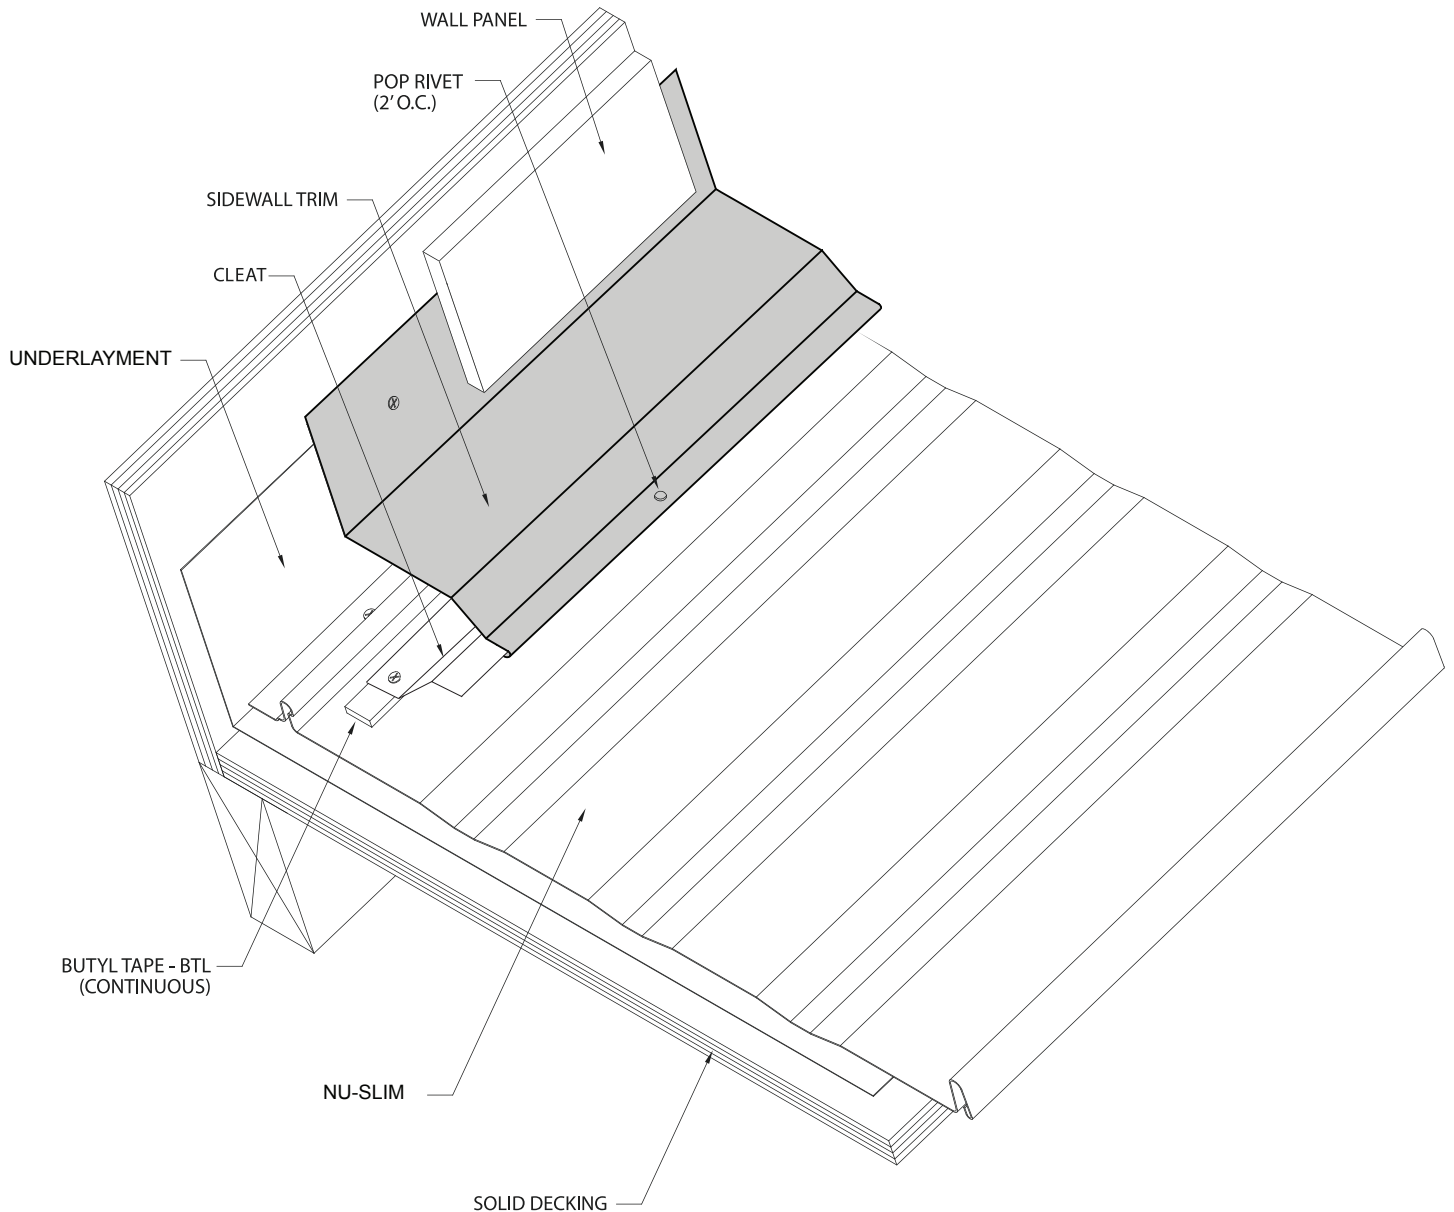 WALL PANEL
POP RIVET
(2' O.C.)
SIDEWALL TRIM
CLEAT
UNDERLAYMENT
BUTYL TAPE - BTL
(CONTINUOUS)
NU-SLIM
SOLID DECKING